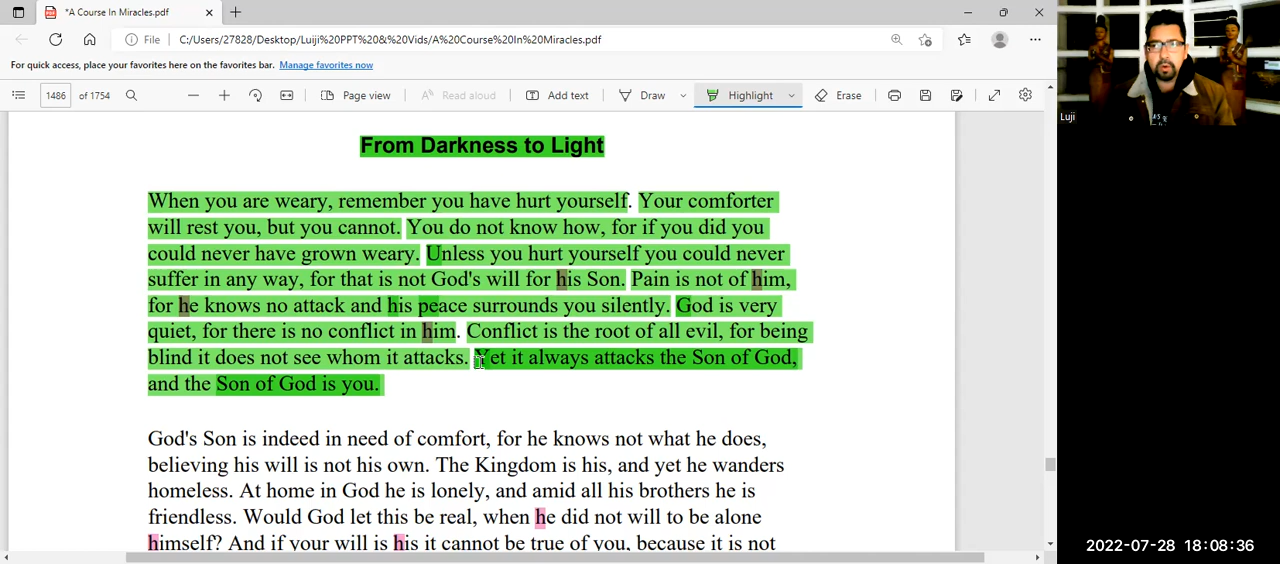 *A Course In Miracles.pdf
File C:/Users/27828/Desktop/Luiji%20PPT%20&%20Vids/A%20Course%20In%20Miracles.pdf
For quick access, place your favorites here on the favorites bar. Manage favorites now
1486 of 1754 Page view Read aloud Add text Draw Highlight Erase
Luji
From Darkness to Light
When you are weary, remember you have hurt yourself. Your comforter
will rest you, but you cannot. You do not know how, for if you did you
could never have grown weary. Unless you hurt yourself you could never
suffer in any way, for that is not God's will for his Son. Pain is not of him,
for he knows no attack and his peace surrounds you silently. God is very
quiet, for there is no conflict in him. Conflict is the root of all evil, for being
blind it does not see whom it attacks. Yet it always attacks the Son of God,
and the Son of God is you.
God's Son is indeed in need of comfort, for he knows not what he does,
believing his will is not his own. The Kingdom is his, and yet he wanders
homeless. At home in God he is lonely, and amid all his brothers he is
friendless. Would God let this be real, when he did not will to be alone
himself? And if your will is his it cannot be true of you, because it is not
2022-07-28 18:08:36